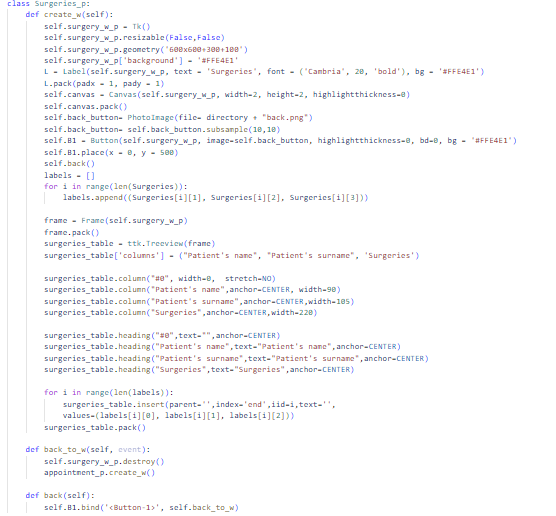 class Surgeries_p:
    def create_w(self):
        self.surgery_w_p = Tk()
        self.surgery_w_p.resizable(False,False)
        self.surgery_w_p.geometry('600x600+300+100')
        self.surgery_w_p['background'] = '#FFE4E1'
        L = Label(self.surgery_w_p, text = 'Surgeries', font = ('Cambria', 20, 'bold'), bg = '#FFE4E1')
        L.pack(padx = 1, pady = 1)
        self.canvas = Canvas(self.surgery_w_p, width=2, height=2, highlightthickness=0)
        self.canvas.pack()
        self.back_button= PhotoImage(file= directory + "back.png")
        self.back_button= self.back_button.subsample(10,10)
        self.B1 = Button(self.surgery_w_p, image=self.back_button, highlightthickness=0, bd=0, bg = '#FFE4E1')
        self.B1.place(x = 0, y = 500)
        self.back()
        labels = []
        for i in range(len(Surgeries)):
            labels.append((Surgeries[i][1], Surgeries[i][2], Surgeries[i][3]))

        frame = Frame(self.surgery_w_p)
        frame.pack()
        surgeries_table = ttk.Treeview(frame)
        surgeries_table['columns'] = ("Patient's name", "Patient's surname", 'Surgeries')

        surgeries_table.column("#0", width=0,  stretch=NO)
        surgeries_table.column("Patient's name",anchor=CENTER, width=90)
        surgeries_table.column("Patient's surname",anchor=CENTER,width=105)
        surgeries_table.column("Surgeries",anchor=CENTER,width=220)

        surgeries_table.heading("#0",text="",anchor=CENTER)
        surgeries_table.heading("Patient's name",text="Patient's name",anchor=CENTER)
        surgeries_table.heading("Patient's surname",text="Patient's surname",anchor=CENTER)
        surgeries_table.heading("Surgeries",text="Surgeries",anchor=CENTER)

        for i in range(len(labels)):
            surgeries_table.insert(parent='',index='end',iid=i,text='',
            values=(labels[i][0], labels[i][1], labels[i][2]))
        surgeries_table.pack()

    def back_to_w(self, event):
        self.surgery_w_p.destroy()
        appointment_p.create_w()

    def back(self):
        self.B1.bind('<Button-1>', self.back_to_w)